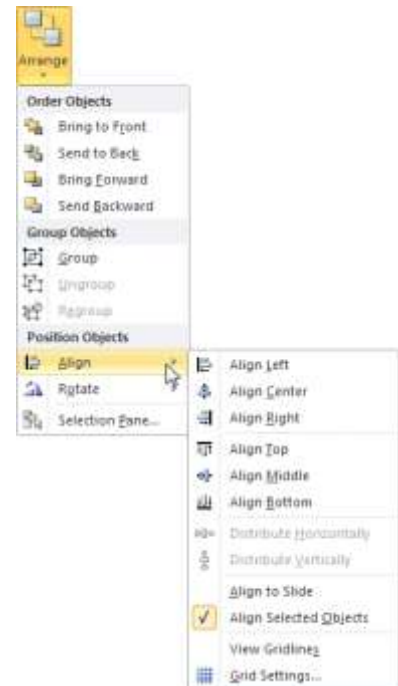 Arrange
Order Objects
Bring to Front
Send to Back
Bring Forward
Send Backward
Group Objects
Group
Ungroup
Regroup
Position Objects
Align
Rotate
Selection Pane...
Align Left
Align Center
Align Right
Align Top
Align Middle
Align Bottom
Distribute Horizontally
Distribute Vertically
Align to Slide
Align Selected Objects
View Gridlines
Grid Settings...